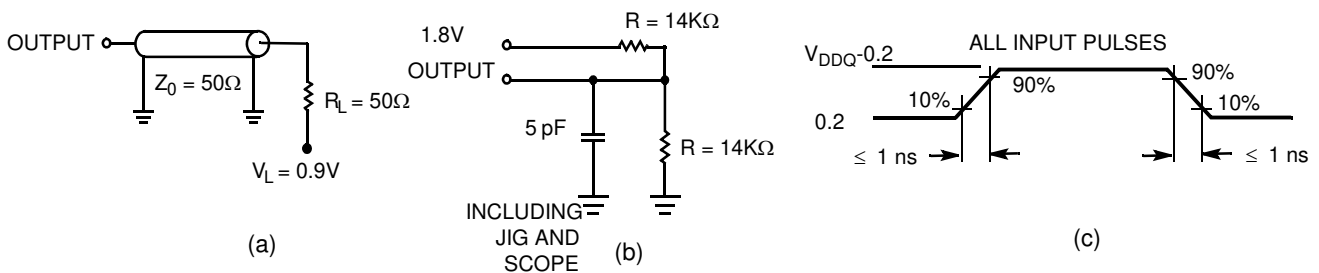 OUTPUT
Z0 = 50Ω
RL = 50Ω
VL = 0.9V
(a)
R = 14KΩ
1.8V
OUTPUT
5 pF
R = 14KΩ
INCLUDING
JIG AND
SCOPE
(b)
ALL INPUT PULSES
VDDQ-0.2
90%
90%
10%
10%
0.2
≤ 1 ns
≤ 1 ns
(c)